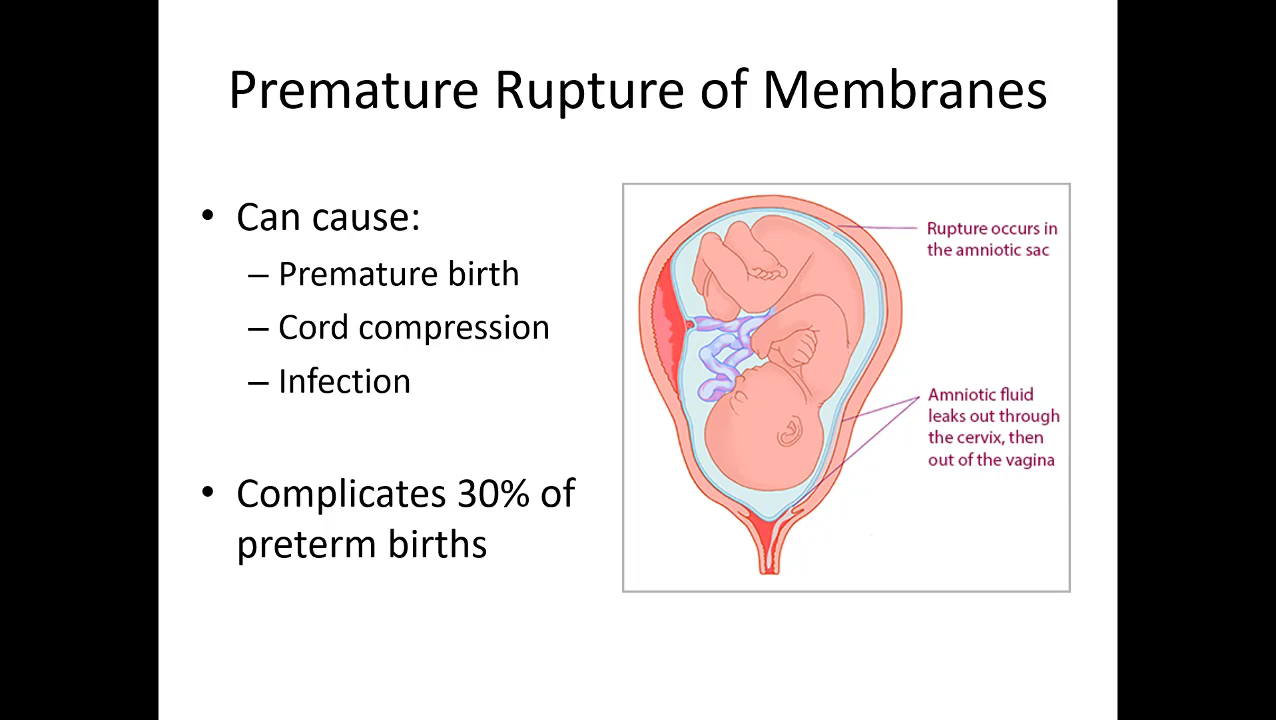 Premature Rupture of Membranes
• Can cause:
– Premature birth
– Cord compression
– Infection
• Complicates 30% of
preterm births
Rupture occurs in
the amniotic sac
Amniotic fluid
leaks out through
the cervix, then
out of the vagina